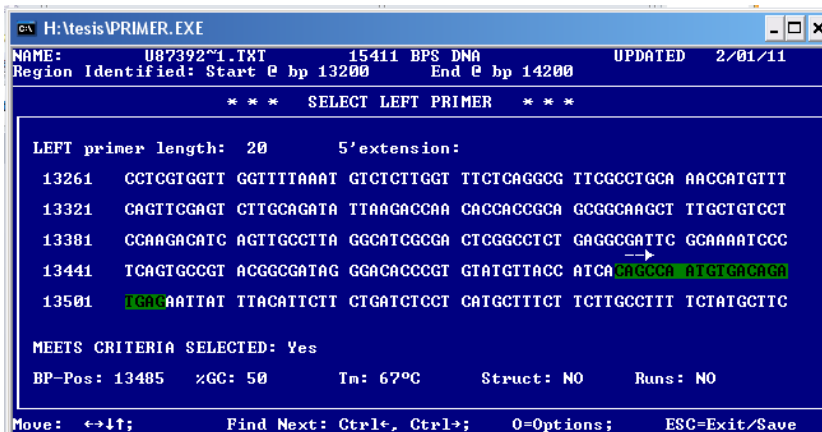 H:\tesis\PRIMER.EXE
NAME: U87392~1.TXT 15411 BPS DNA UPDATED 2/01/11
Region Identified: Start @ bp 13200 End @ bp 14200
* * * SELECT LEFT PRIMER * * *
LEFT primer length: 20 5'extension:
13261 CCTCGTGGTT GGTTTTAAAT GTCTCTTGGT TTCTCAGGCG TTCGCCTGCA AACCATGTTT
13321 CAGTTCGAGT CTTGCAGATA TTAAGACCAA CACCACCGCA GCGGCAAGCT TTGCTGTCCT
13381 CCAAGACATC AGTTGCCTTA GGCATCGCGA CTCGGCCTCT GAGGCGATTC GCAAAATCCC
13441 TCAGTGCCGT ACGGCGATAG GGACACCCGT GTATGTTACC ATCACAGCCA ATGTGACAGA
13501 TGAGAATTAT TTACATTCTT CTGATCTCCT CATGCTTTCT TCTTGCCTTT TCTATGCTTC
MEETS CRITERIA SELECTED: Yes
BP-Pos: 13485 %GC: 50 Tm: 67ºC Struct: NO Runs: NO
Move: ←→↓↑; Find Next: Ctrl←, Ctrl→; O=Options; ESC=Exit/Save